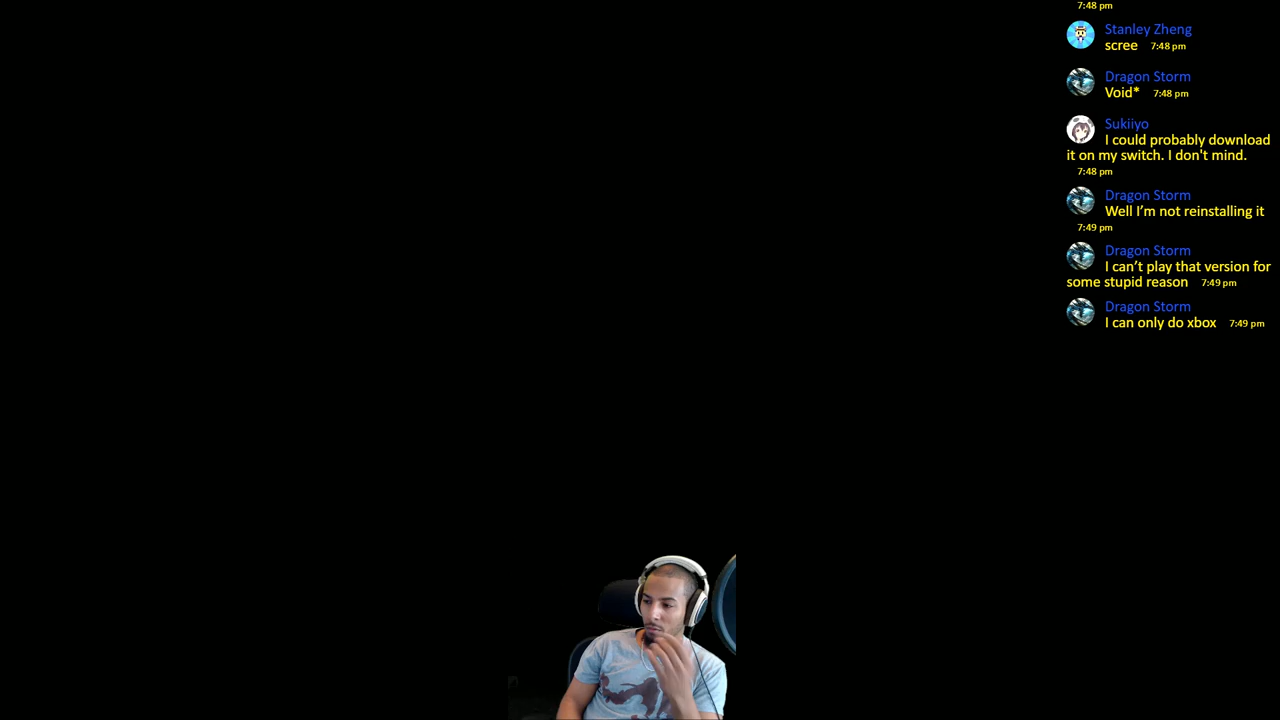 7:48 pm
Stanley Zheng
scree 7:48 pm
Dragon Storm
Void* 7:48 pm
Sukiiyo
I could probably download
it on my switch. I don't mind.
7:48 pm
Dragon Storm
Well I’m not reinstalling it
7:49 pm
Dragon Storm
I can’t play that version for
some stupid reason 7:49 pm
Dragon Storm
I can only do xbox 7:49 pm